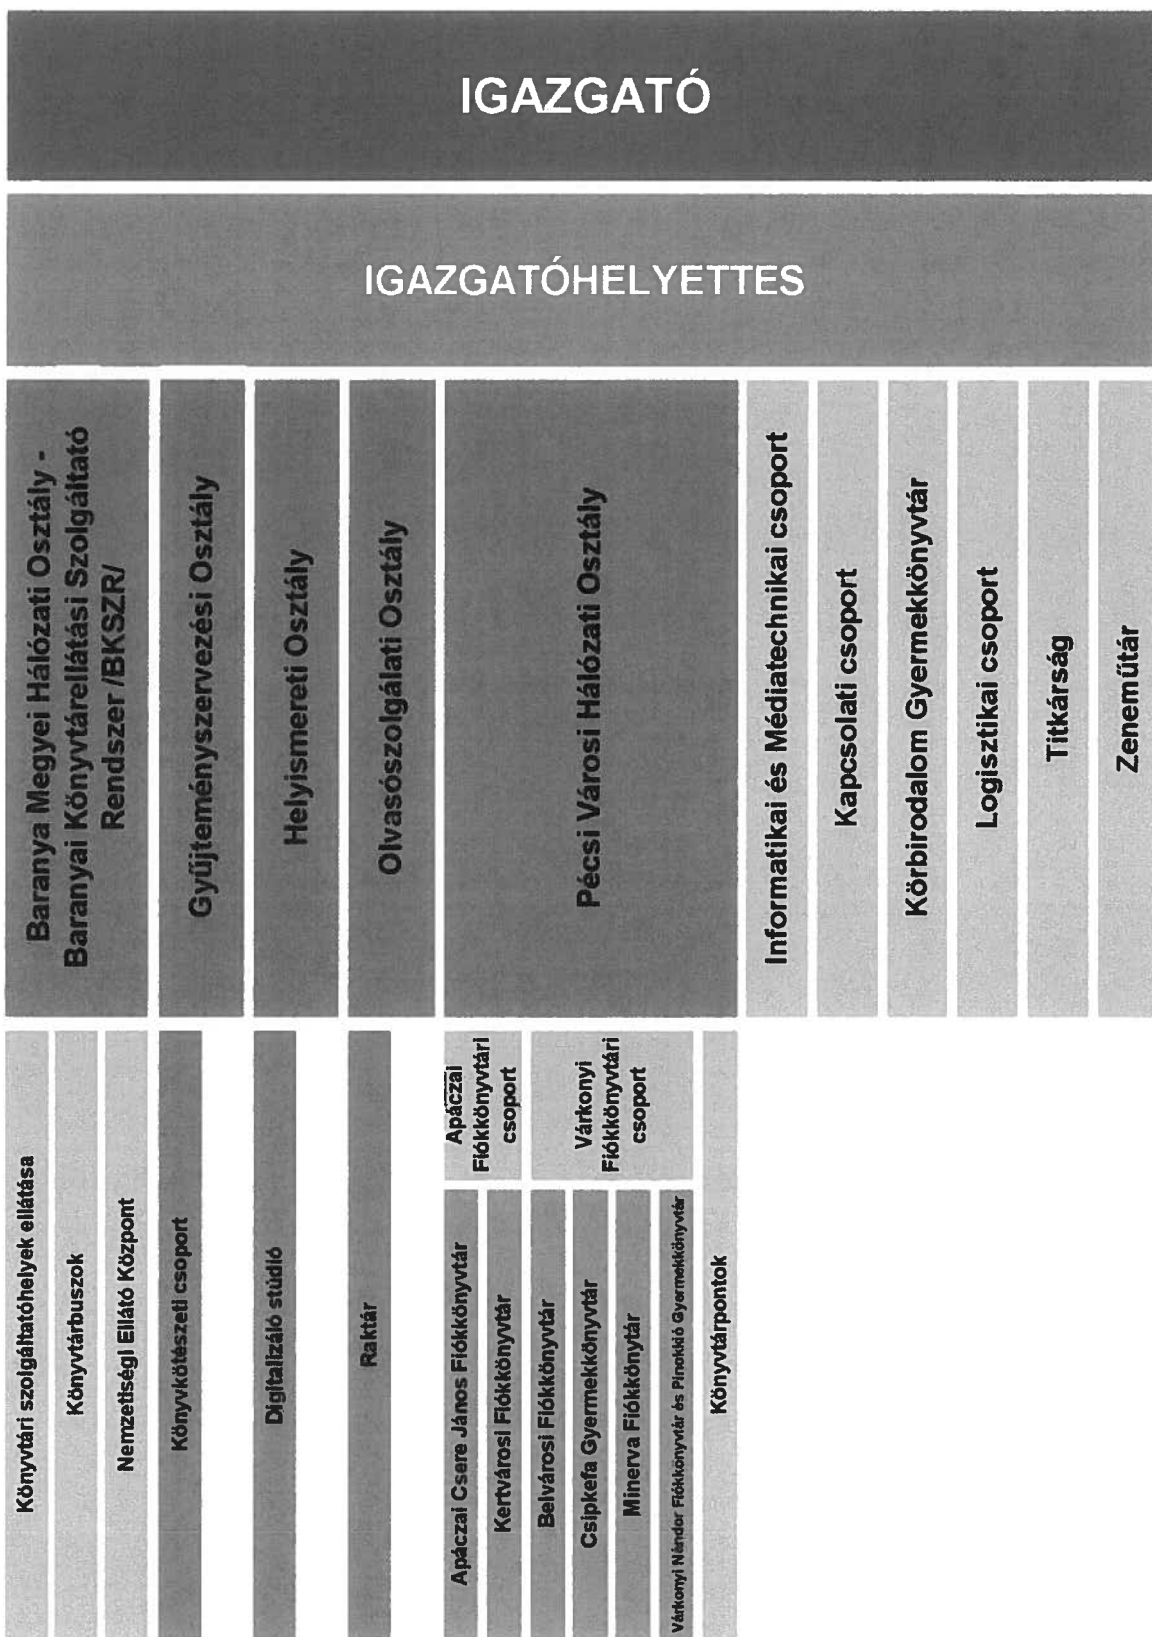 IGAZGATÓ
IGAZGATÓHELYETTES
Baranya Megyei Hálózati Osztály -
Baranyai Könyvtárellátási Szolgáltató
Rendszer /BKSZR/
Gyűjteményszervezési Osztály
Helyismereti Osztály
Olvasószolgálati Osztály
Pécsi Városi Hálózati Osztály
Informatikai és Médiatechnikai csoport
Kapcsolati csoport
Körbirodalom Gyermekkönyvtár
Logisztikai csoport
Titkárság
Zeneműtár
Könyvtári szolgáltatóhelyek ellátása
Könyvtárbuszok
Nemzetiségi Ellátó Központ
Könyvkötészeti csoport
Digitalizáló stúdió
Raktár
Apáczai
Fiókkönyvtári
csoport
Várkonyi
Fiókkönyvtári
csoport
Apáczai Csere János Fiókkönyvtár
Kertvárosi Fiókkönyvtár
Belvárosi Fiókkönyvtár
Csipkefa Gyermekkönyvtár
Minerva Fiókkönytár
Várkonyi Nándor Fiókkönyvtár és Pinokkió Gyermekkönyvtár
Könyvtárpontok